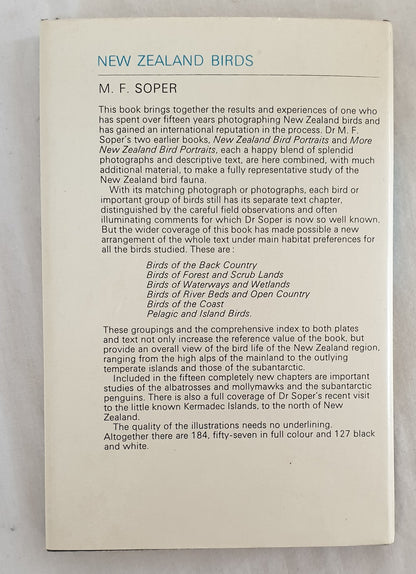 NEW ZEALAND BIRDS
M. F. SOPER
This book brings together the results and experiences of one who
has spent over fifteen years photographing New Zealand birds and
has gained an international reputation in the process. Dr M. F.
Soper's two earlier books, New Zealand Bird Portraits and More
New Zealand Bird Portraits, each a happy blend of splendid
photographs and descriptive text, are here combined, with much
additional material, to make a fully representative study of the
New Zealand bird fauna.
With its matching photograph or photographs, each bird or
important group of birds still has its separate text chapter,
distinguished by the careful field observations and often
illuminating comments for which Dr Soper is now so well known.
But the wider coverage of this book has made possible a new
arrangement of the whole text under main habitat preferences for
all the birds studied. These are :
Birds of the Back Country
Birds of Forest and Scrub Lands
Birds of Waterways and Wetlands
Birds of River Beds and Open Country
Birds of the Coast
Pelagic and Island Birds.
These groupings and the comprehensive index to both plates
and text not only increase the reference value of the book, but
provide an overall view of the bird life of the New Zealand region,
ranging from the high alps of the mainland to the outlying
temperate islands and those of the subantarctic.
Included in the fifteen completely new chapters are important
studies of the albatrosses and mollymawks and the subantarctic
penguins. There is also a full coverage of Dr Soper's recent visit
to the little known Kermadec Islands, to the north of New
Zealand.
The quality of the illustrations needs no underlining.
Altogether there are 184, fifty-seven in full colour and 127 black
and white.